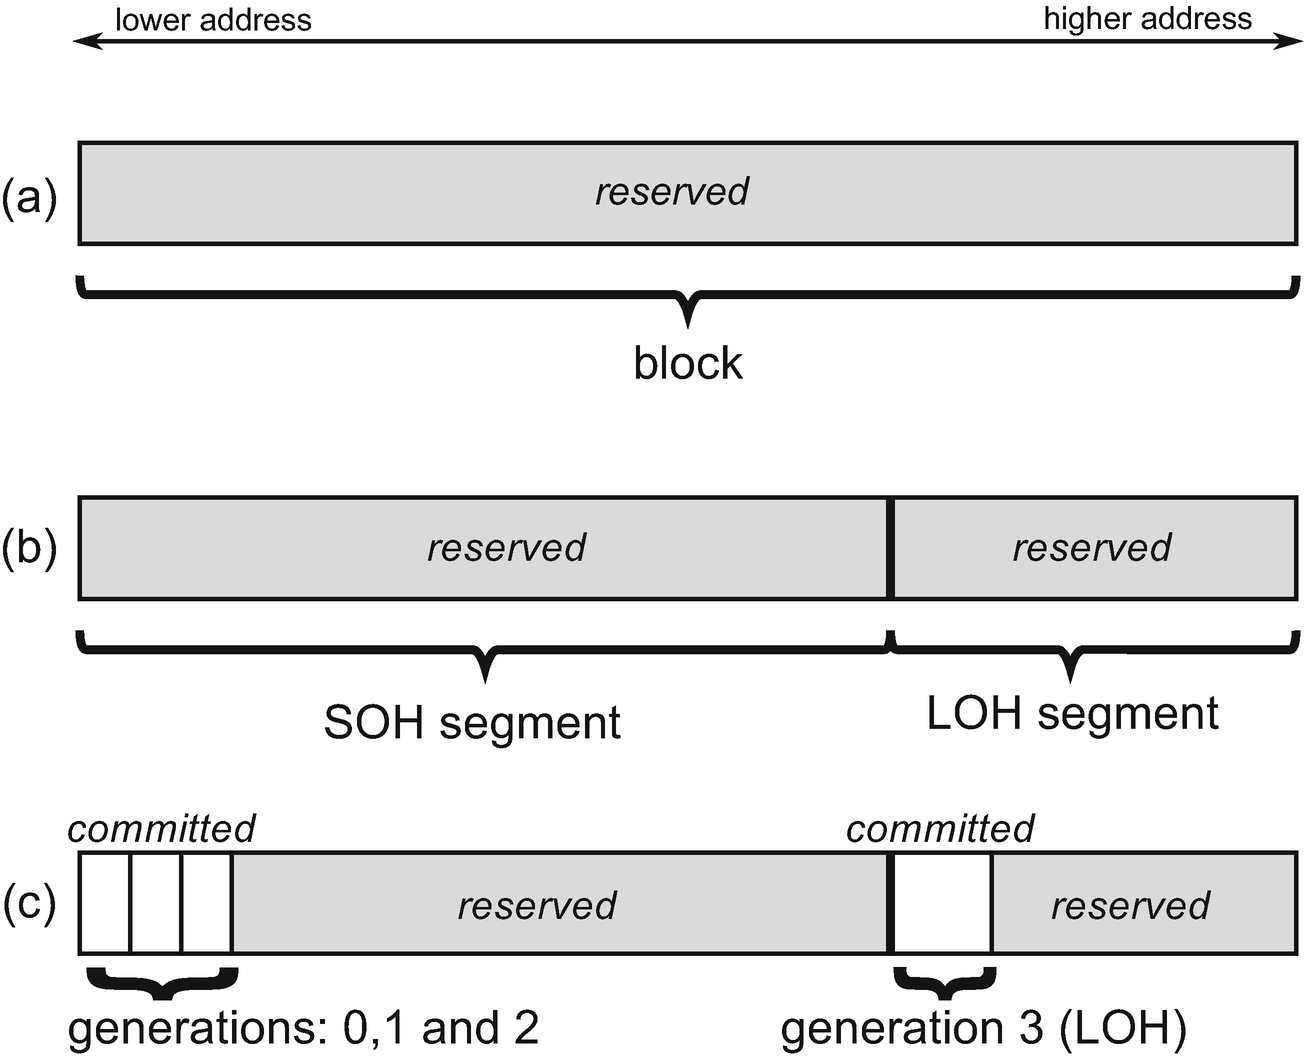 lower address higher address
(a) reserved
block
(b) reserved reserved
SOH segment LOH segment
committed committed
(c) reserved reserved
generations: 0,1 and 2 generation 3 (LOH)